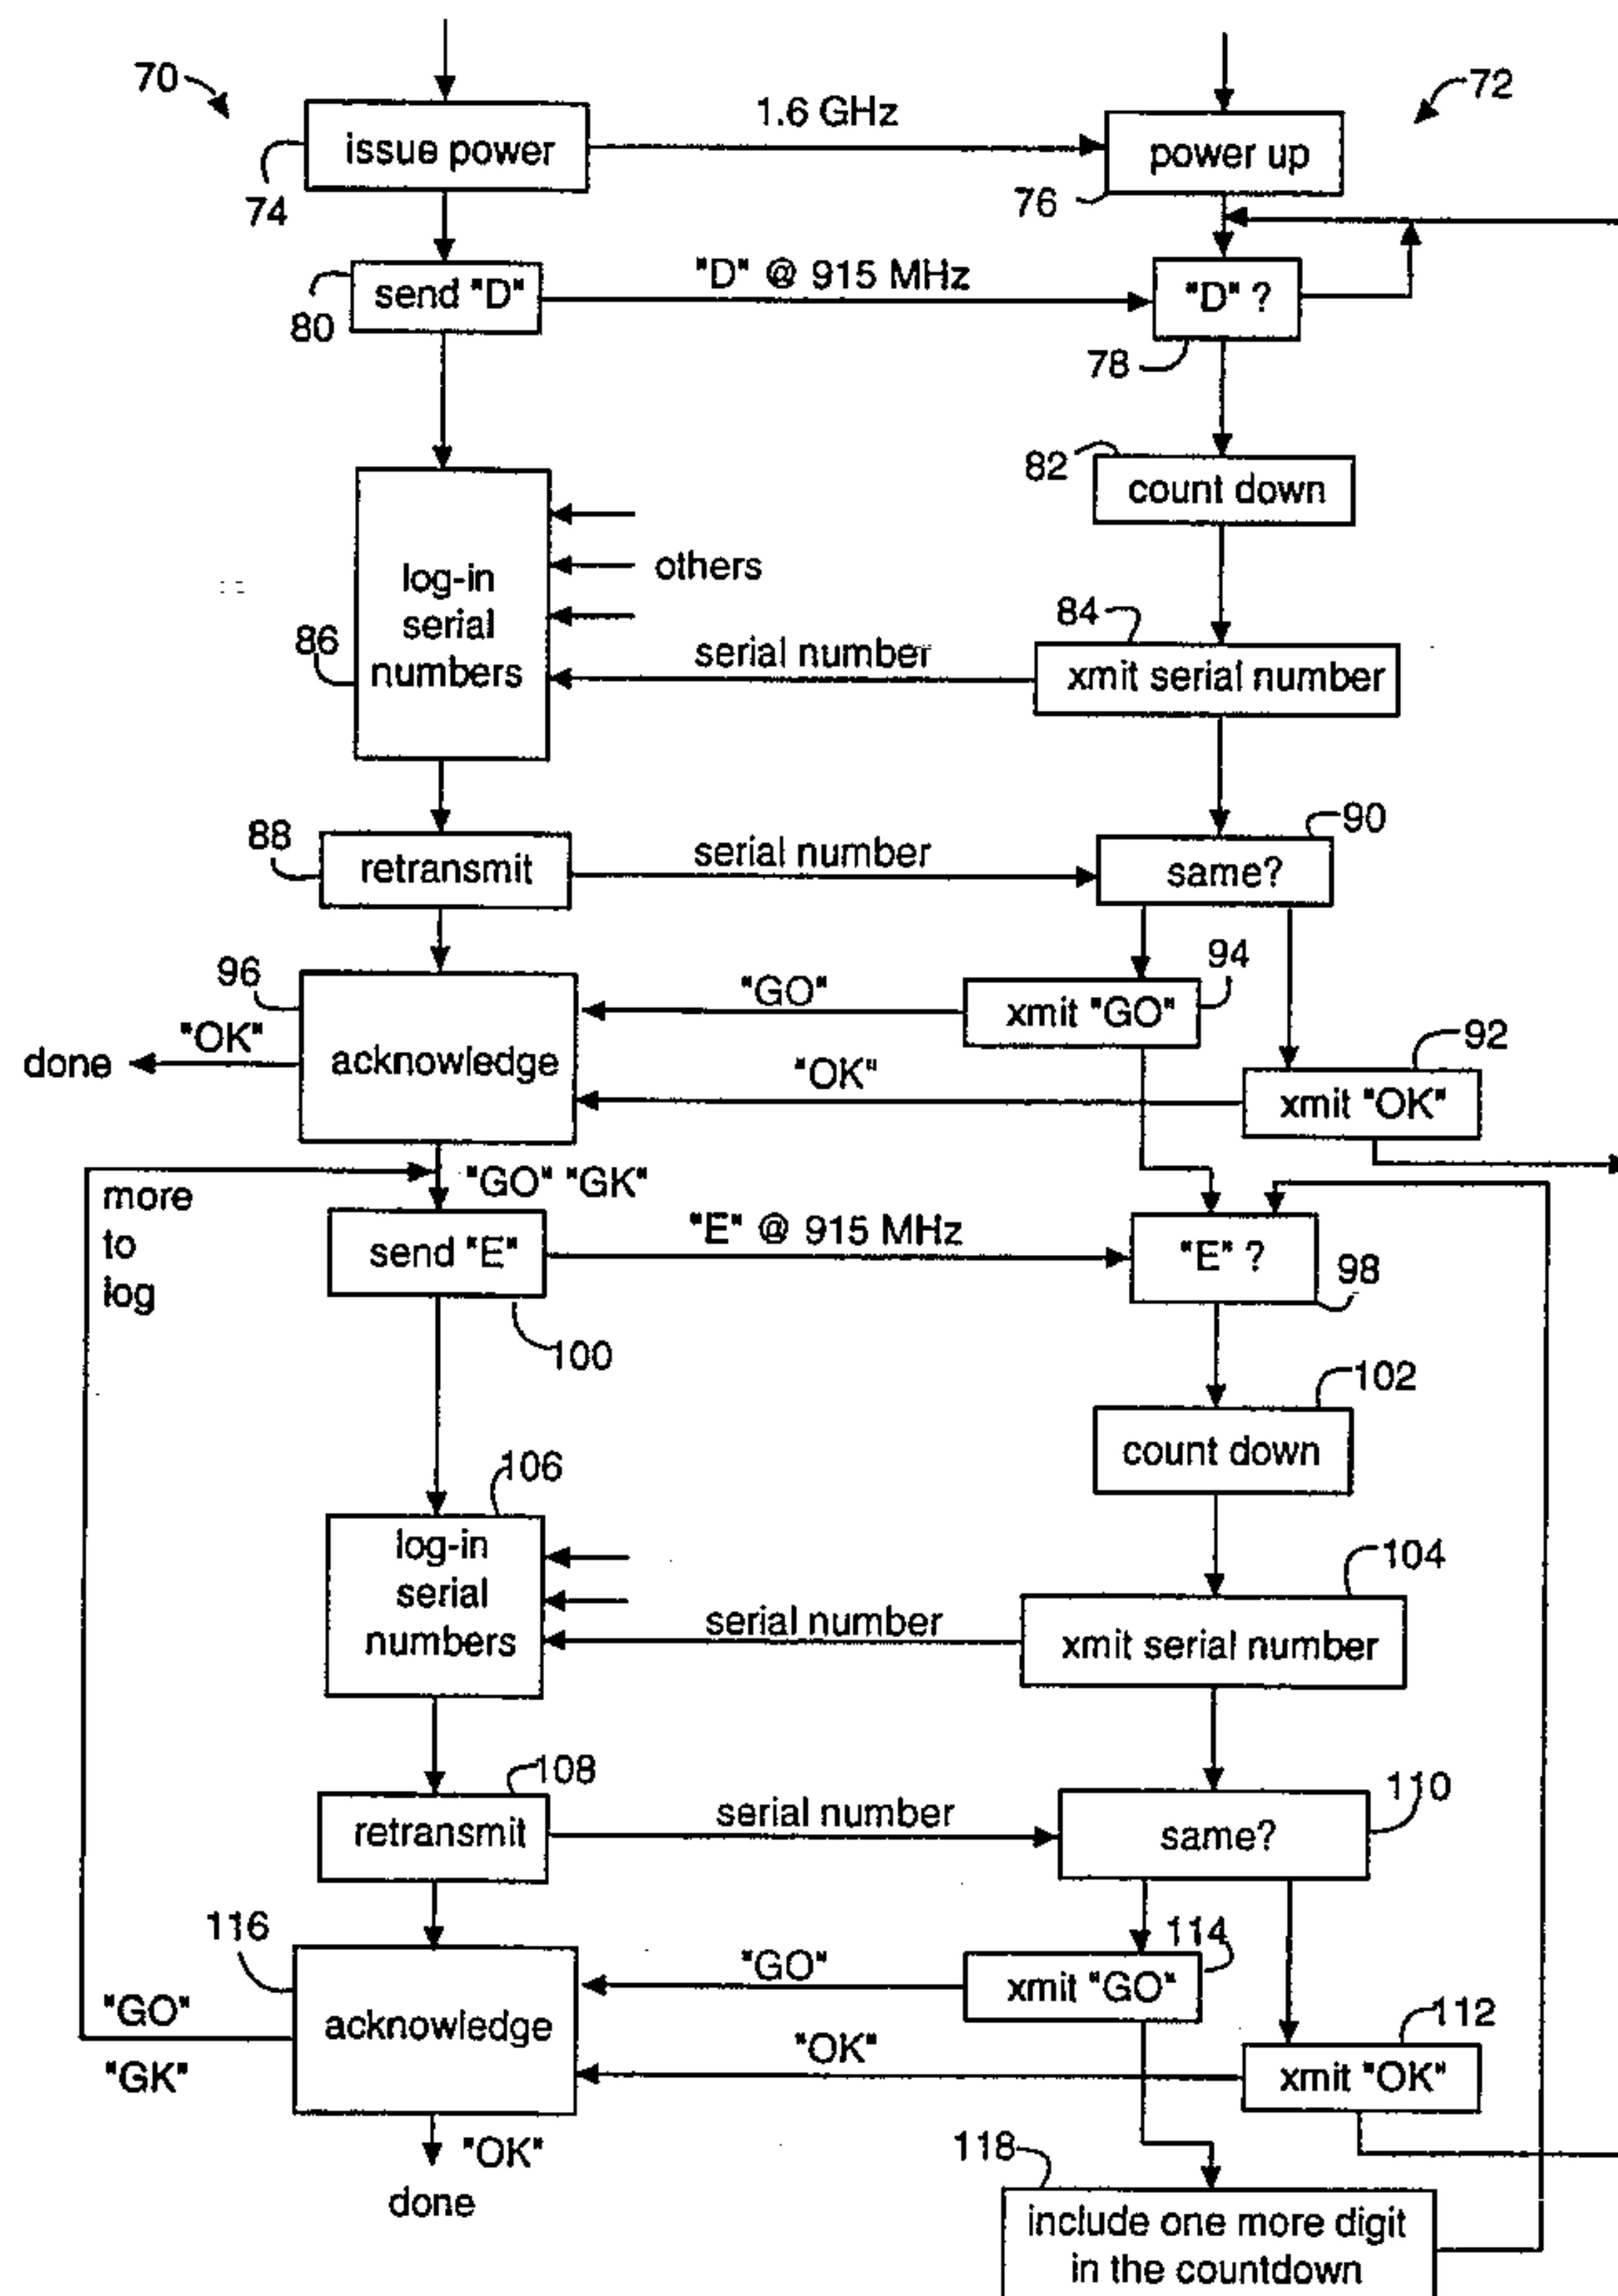 70
72
issue power
1.6 GHz
power up
74
76
send "D"
"D" @ 915 MHz
"D" ?
80
78
82
count down
log-in
serial
numbers
others
86
84
serial number
xmit serial number
88
90
retransmit
serial number
same?
96
94
"GO"
xmit "GO"
done
"OK"
acknowledge
92
"OK"
xmit "OK"
more
to
log
"GO" "GK"
send "E"
"E" @ 915 MHz
"E" ?
98
100
102
count down
106
log-in
serial
numbers
104
serial number
xmit serial number
108
110
retransmit
serial number
same?
116
114
"GO"
xmit "GO"
"GO"
"GK"
acknowledge
112
"OK"
xmit "OK"
"OK"
done
118
include one more digit
in the countdown